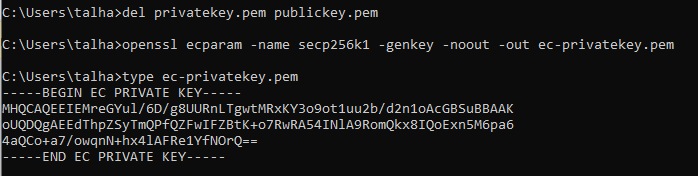 C:\Users\talha>del privatekey.pem publickey.pem
C:\Users\talha>openssl ecparam -name secp256k1 -genkey -noout -out ec-privatekey.pem
C:\Users\talha>type ec-privatekey.pem
-----BEGIN EC PRIVATE KEY-----
MHQCAQEEIEMreGYul/6D/g8UURnLTgwtMRxKY3o9ot1uu2b/d2n1oAcGBSuBBAAK
oUQDQgAEEdThpZSyTmQPfQZFwIFZBtK+o7RwRA54INlA9RomQkx8IQoExn5M6pa6
4aQCo+a7/owqnN+hx4lAFRe1YfNOrQ==
-----END EC PRIVATE KEY-----